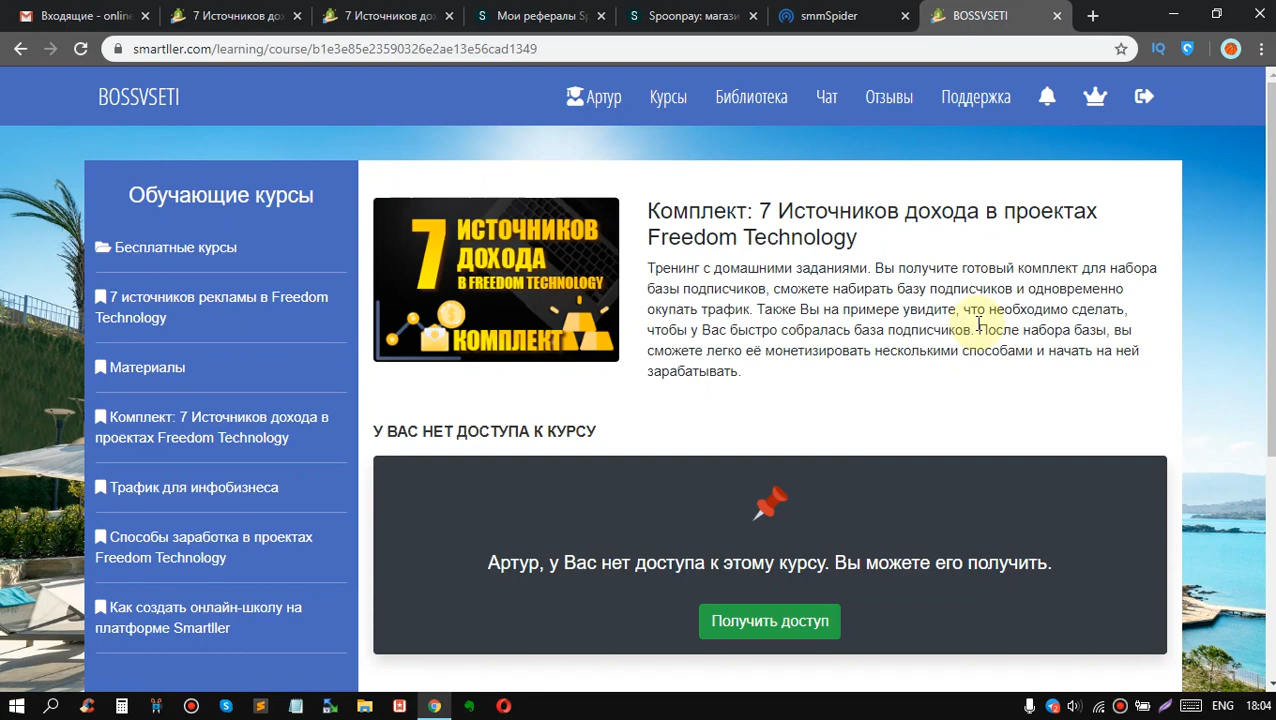 Входящие - @gmail
7 Источников дох
7 Источников дох
Мои рефералы Sp
Spoonpay: магази
smmSpider
BOSSVSETI
smartller.com/learning/course/b1e3e85e23590326e2ae13e56cad1349
BOSSVSETI
Артур
Курсы
Библиотека
Чат
Отзывы
Поддержка
Обучающие курсы
Бесплатные курсы
7 источников рекламы в Freedom
Technology
Материалы
Комплект: 7 Источников дохода в
проектах Freedom Technology
Трафик для инфобизнеса
Способы заработка в проектах
Freedom Technology
Как создать онлайн-школу на
платформе Smartller
7 ИСТОЧНИКОВ
ДОХОДА
В FREEDOM TECHNOLOGY
КОМПЛЕКТ
Комплект: 7 Источников дохода в проектах
Freedom Technology
Тренинг с домашними заданиями. Вы получите готовый комплект для набора
базы подписчиков, сможете набирать базу подписчиков и одновременно
окупать трафик. Также Вы на примере увидите, что необходимо сделать,
чтобы у Вас быстро собралась база подписчиков. После набора базы, вы
сможете легко её монетизировать несколькими способами и начать на ней
зарабатывать.
У ВАС НЕТ ДОСТУПА К КУРСУ
Артур, у Вас нет доступа к этому курсу. Вы можете его получить.
Получить доступ
18:04